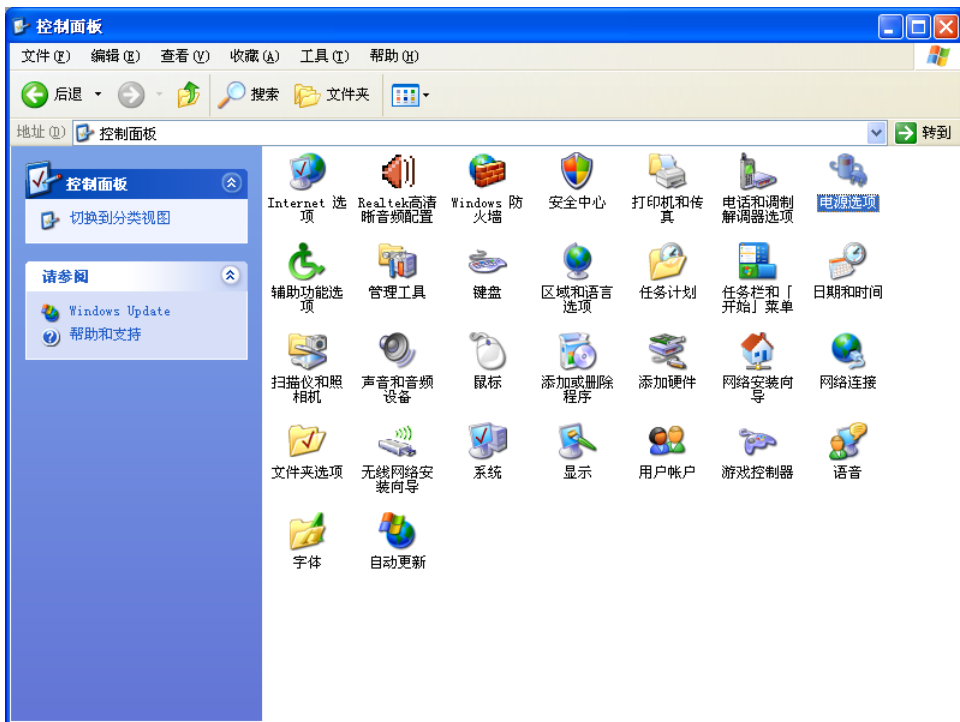 控制面板
文件(F) 编辑(E) 查看(V) 收藏(A) 工具(T) 帮助(H)
后退 搜索 文件夹
地址(D) 控制面板 转到
控制面板
切换到分类视图
请参阅
Windows Update
帮助和支持
Internet 选
项
Realtek高清
晰音频配置
Windows 防
火墙
安全中心
打印机和传
真
电话和调制
解调器选项
电源选项
辅助功能选
项
管理工具
键盘
区域和语言
选项
任务计划
任务栏和「
开始」菜单
日期和时间
扫描仪和照
相机
声音和音频
设备
鼠标
添加或删除
程序
添加硬件
网络安装向
导
网络连接
文件夹选项
无线网络安
装向导
系统
显示
用户帐户
游戏控制器
语音
字体
自动更新